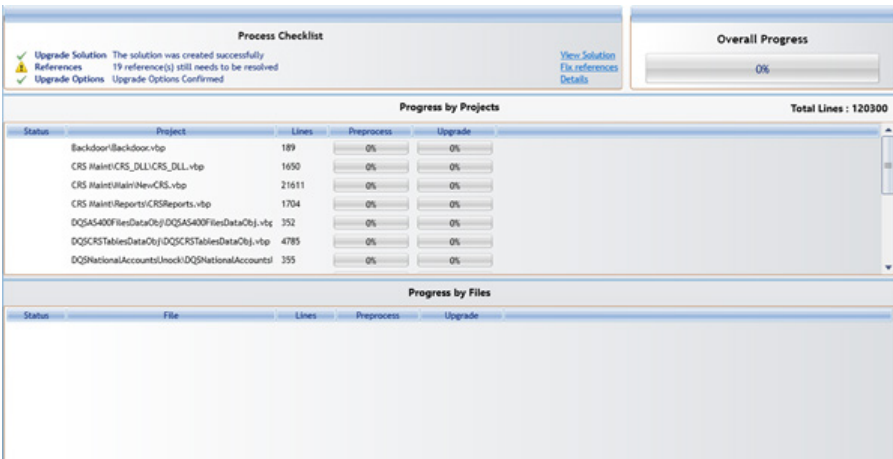 Process Checklist
Upgrade Solution The solution was created successfully View Solution
References 19 reference(s) still needs to be resolved Fix references
Upgrade Options Upgrade Options Confirmed Details
Overall Progress
0%
Progress by Projects Total Lines : 120300
Status Project Lines Preprocess Upgrade
Backdoor\Backdoor.vbp 189 0% 0%
CRS Maint\CRS_DLL\CRS_DLL.vbp 1650 0% 0%
CRS Maint\Main\NewCRS.vbp 21611 0% 0%
CRS Maint\Reports\CRSReports.vbp 1704 0% 0%
DQSAS400FilesDataObj\DQSAS400FilesDataObj.vbp 352 0% 0%
DQSCRSTablesDataObj\DQSCRSTablesDataObj.vbp 4785 0% 0%
DQSNationalAccountsUnock\DQSNationalAccountsl 355 0% 0%
Progress by Files
Status File Lines Preprocess Upgrade